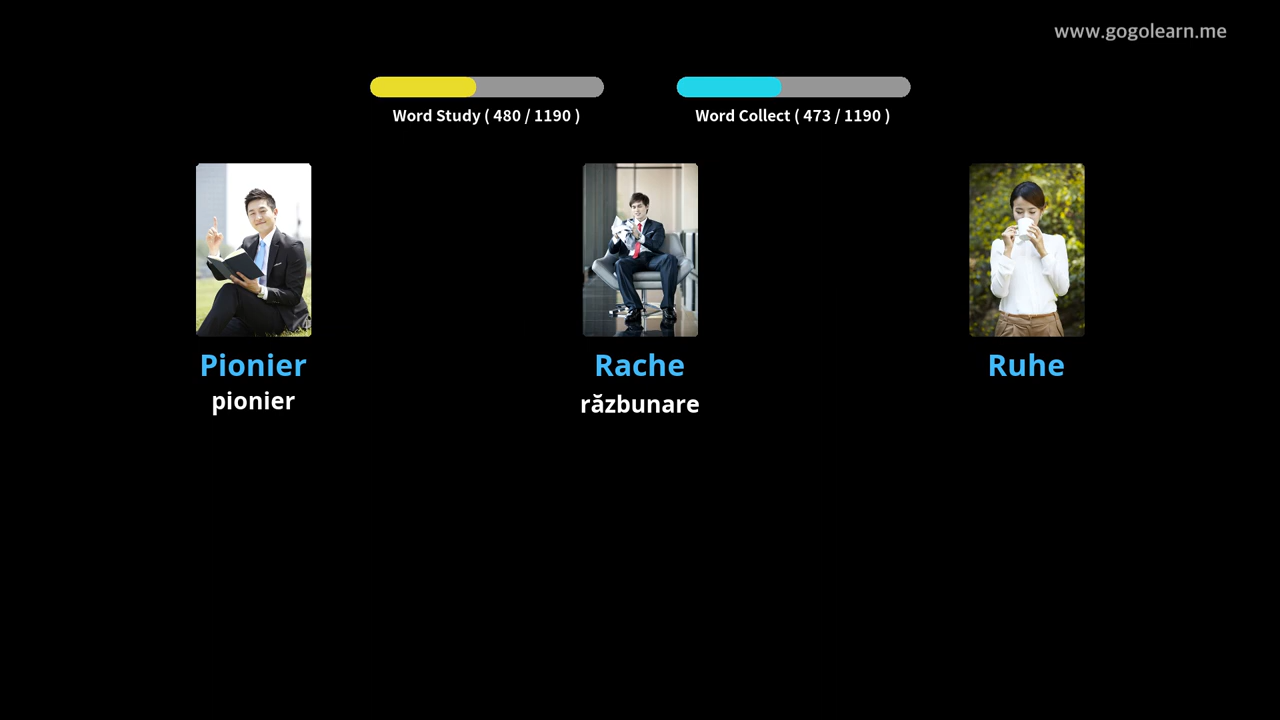 www.gogolearn.me
Word Study ( 480 / 1190 )
Word Collect ( 473 / 1190 )
Pionier
pionier
Rache
răzbunare
Ruhe